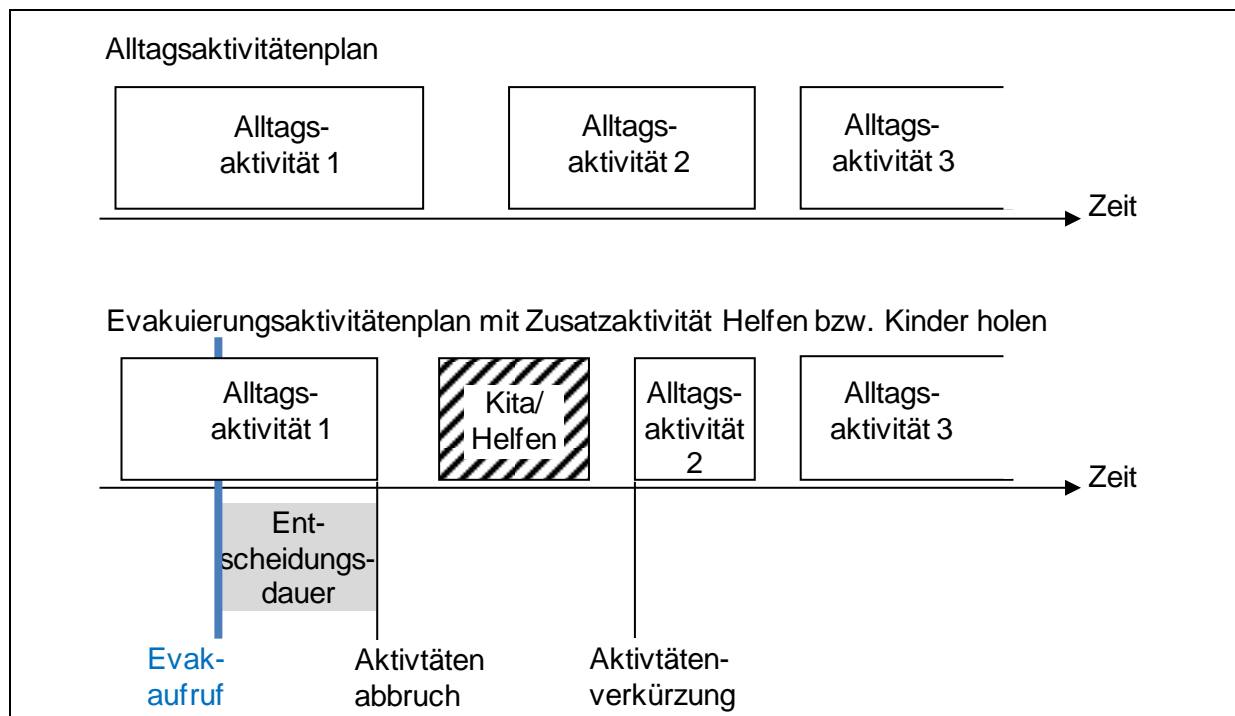 Alltagsaktivitätenplan
Alltags-
aktivität 1
Alltags-
aktivität 2
Alltags-
aktivität 3
Zeit
Evakuierungsaktivitätenplan mit Zusatzaktivität Helfen bzw. Kinder holen
Alltags-
aktivität 1
Kita/
Helfen
Alltags-
aktivität
2
Alltags-
aktivität 3
Zeit
Ent-
scheidungs-
dauer
Evak-
aufruf
Aktivtäten
abbruch
Aktivtäten-
verkürzung